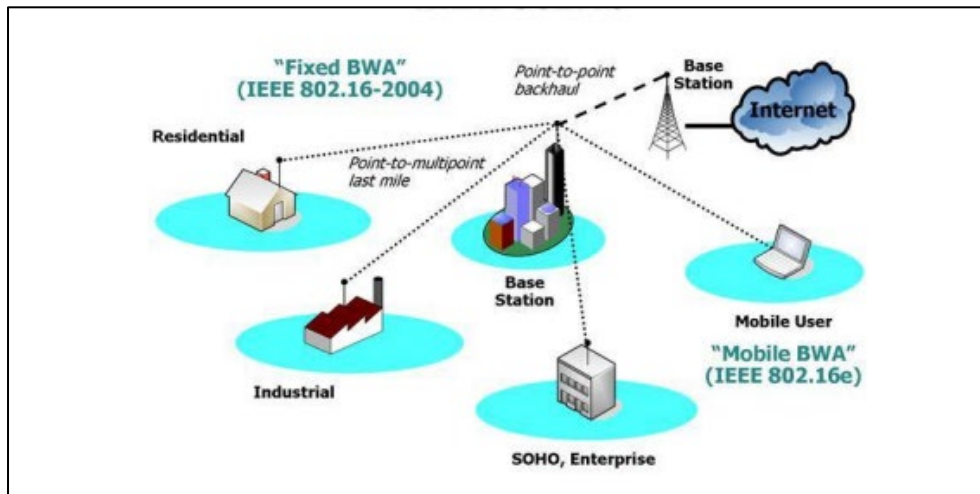 "Fixed BWA"
(IEEE 802.16-2004)
Point-to-point
backhaul
Base
Station
Internet
Residential
Point-to-multipoint
last mile
Base
Station
Mobile User
"Mobile BWA"
(IEEE 802.16e)
Industrial
SOHO, Enterprise